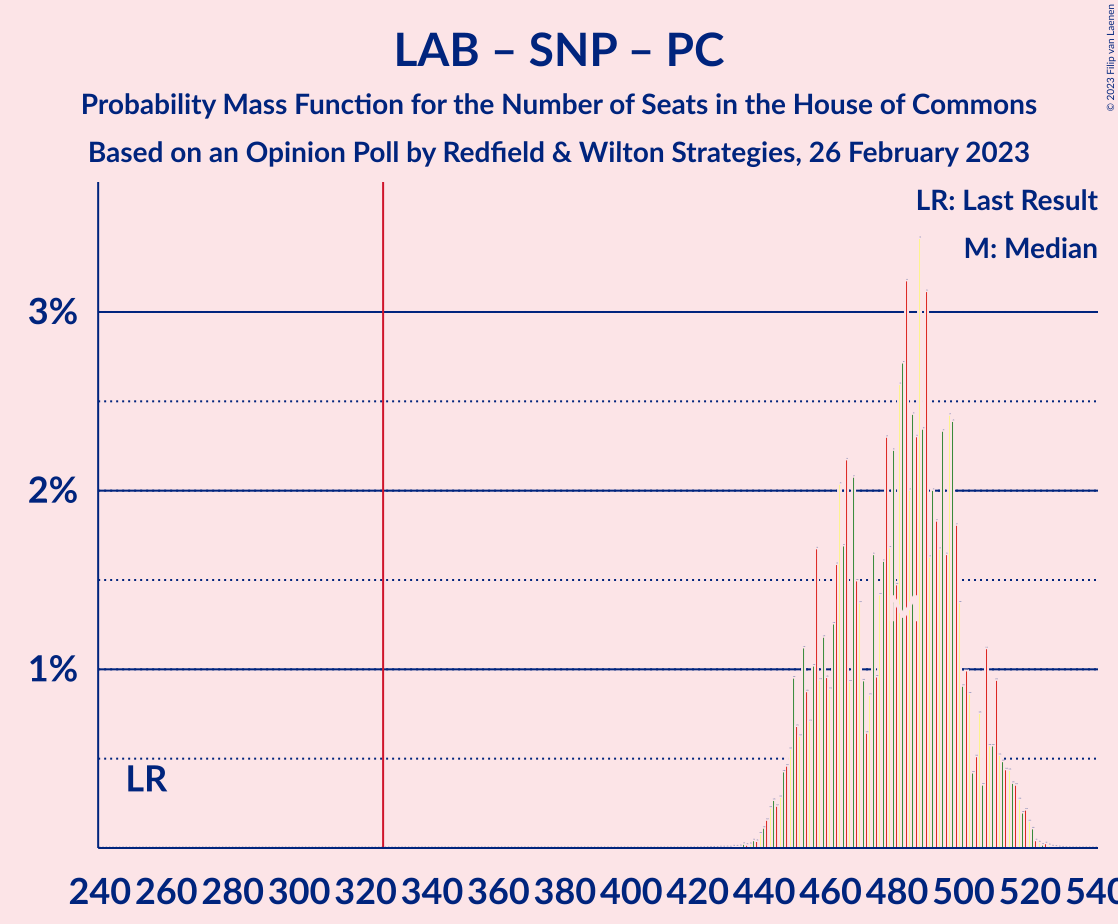 LAB – SNP – PC
Probability Mass Function for the Number of Seats in the House of Commons
Based on an Opinion Poll by Redfield & Wilton Strategies, 26 February 2023
© 2023 Filip van Laenen
LR: Last Result
M: Median
3%
2%
1%
LR
240 260 280 300 320 340 360 380 400 420 440 460 480 500 520 540